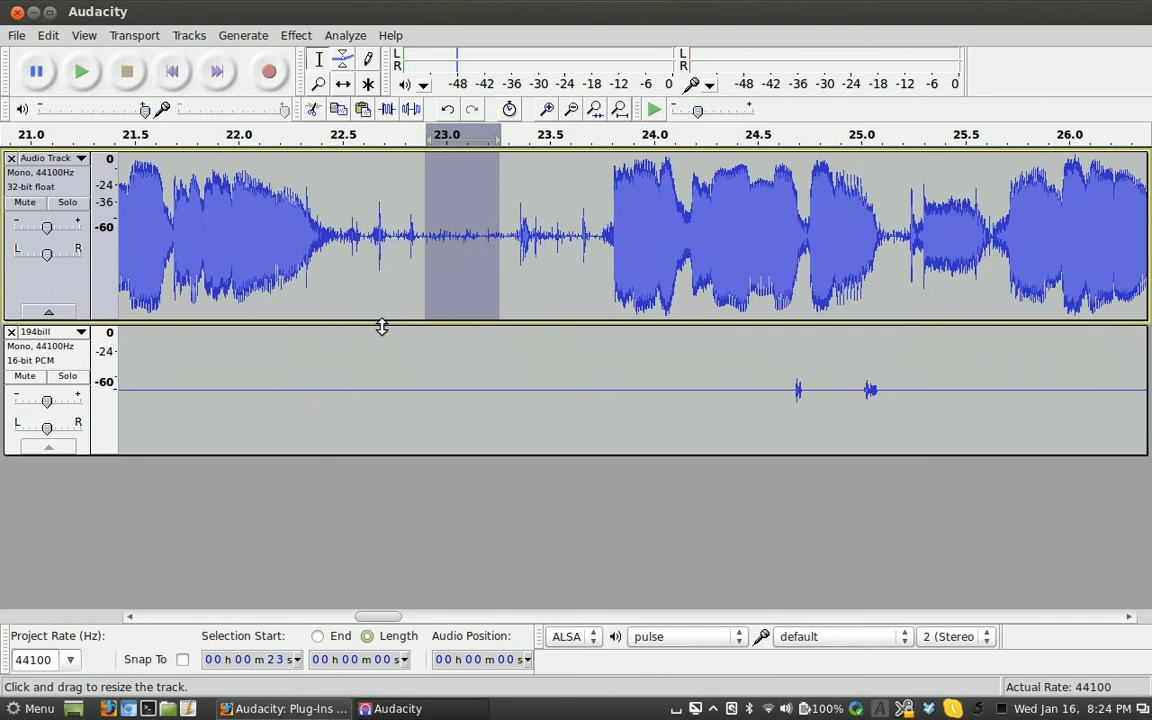 Audacity
File Edit View Transport Tracks Generate Effect Analyze Help
L
R
-48 -42 -36 -30 -24 -18 -12 -6 0
L
R
-48 -42 -36 -30 -24 -18 -12 -6 0
- +
- +
- +
21.0 21.5 22.0 22.5 23.0 23.5 24.0 24.5 25.0 25.5 26.0
Audio Track
Mono, 44100Hz
32-bit float
Mute Solo
- +
L R
0
-24
-36
-60
194bill
Mono, 44100Hz
16-bit PCM
Mute Solo
- +
L R
0
-24
-60
Project Rate (Hz):
44100
Selection Start:
End
Length
Audio Position:
Snap To
00 h 00 m 23 s
00 h 00 m 00 s
00 h 00 m 00 s
ALSA
pulse
default
2 (Stereo
Click and drag to resize the track.
Actual Rate: 44100
Menu
Audacity: Plug-Ins ...
Audacity
100%
Wed Jan 16, 8:24 PM